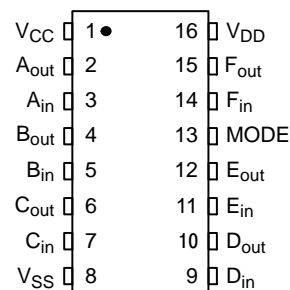 VCC 1 16 VDD
Aout 2 15 Fout
Ain 3 14 Fin
Bout 4 13 MODE
Bin 5 12 Eout
Cout 6 11 Ein
Cin 7 10 Dout
VSS 8 9 Din